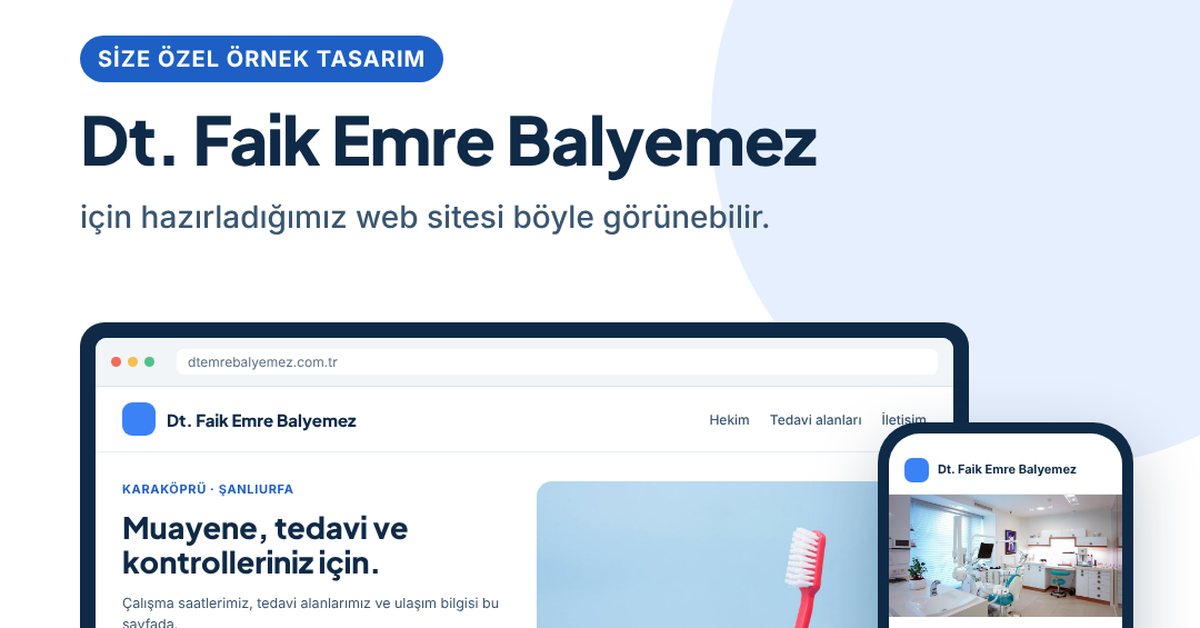 SİZE ÖZEL ÖRNEK TASARIM
Dt. Faik Emre Balyemez
için hazırladığımız web sitesi böyle görünebilir.
dtemrebalyemez.com.tr
Dt. Faik Emre Balyemez
Hekim
Tedavi alanları
İletişim
Dt. Faik Emre Balyemez
KARAKÖPRÜ · ŞANLIURFA
Muayene, tedavi ve
kontrolleriniz için.
Çalışma saatlerimiz, tedavi alanlarımız ve ulaşım bilgisi bu
sayfada.